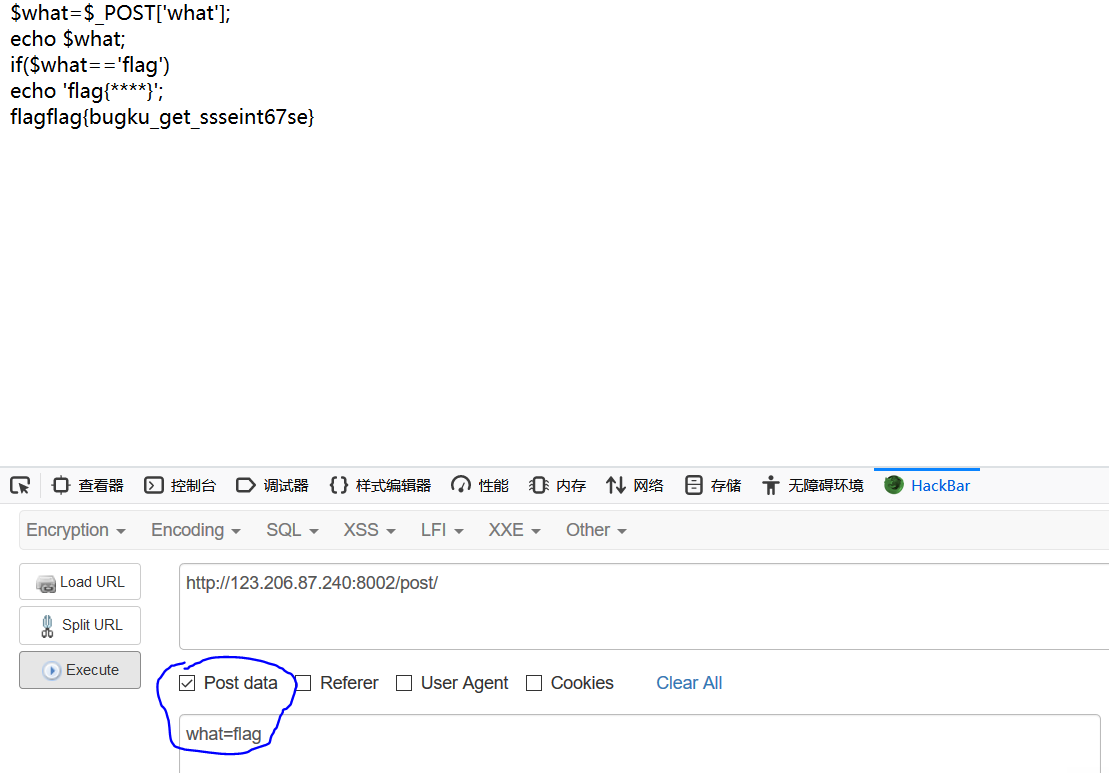 $what=$_POST['what'];
echo $what;
if($what=='flag')
echo 'flag{****}';
flagflag{bugku_get_ssseint67se}
查看器 控制台 调试器 样式编辑器 性能 内存 网络 存储 无障碍环境 HackBar
Encryption Encoding SQL XSS LFI XXE Other
Load URL http://123.206.87.240:8002/post/
Split URL
Execute
Post data Referer User Agent Cookies Clear All
what=flag